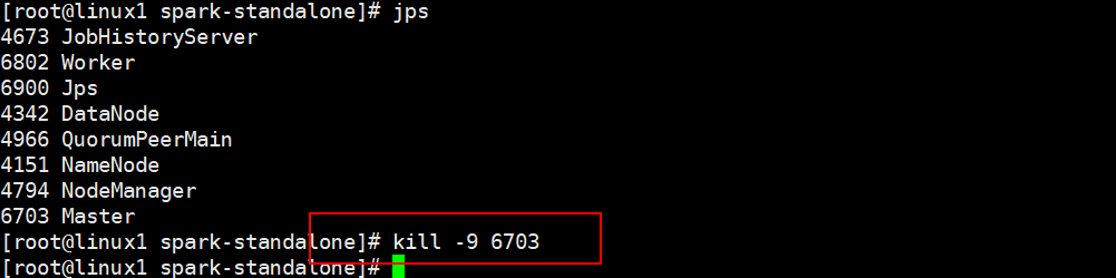 [root@linux1 spark-standalone]# jps
4673 JobHistoryServer
6802 Worker
6900 Jps
4342 DataNode
4966 QuorumPeerMain
4151 NameNode
4794 NodeManager
6703 Master
[root@linux1 spark-standalone]# kill -9 6703
[root@linux1 spark-standalone]#